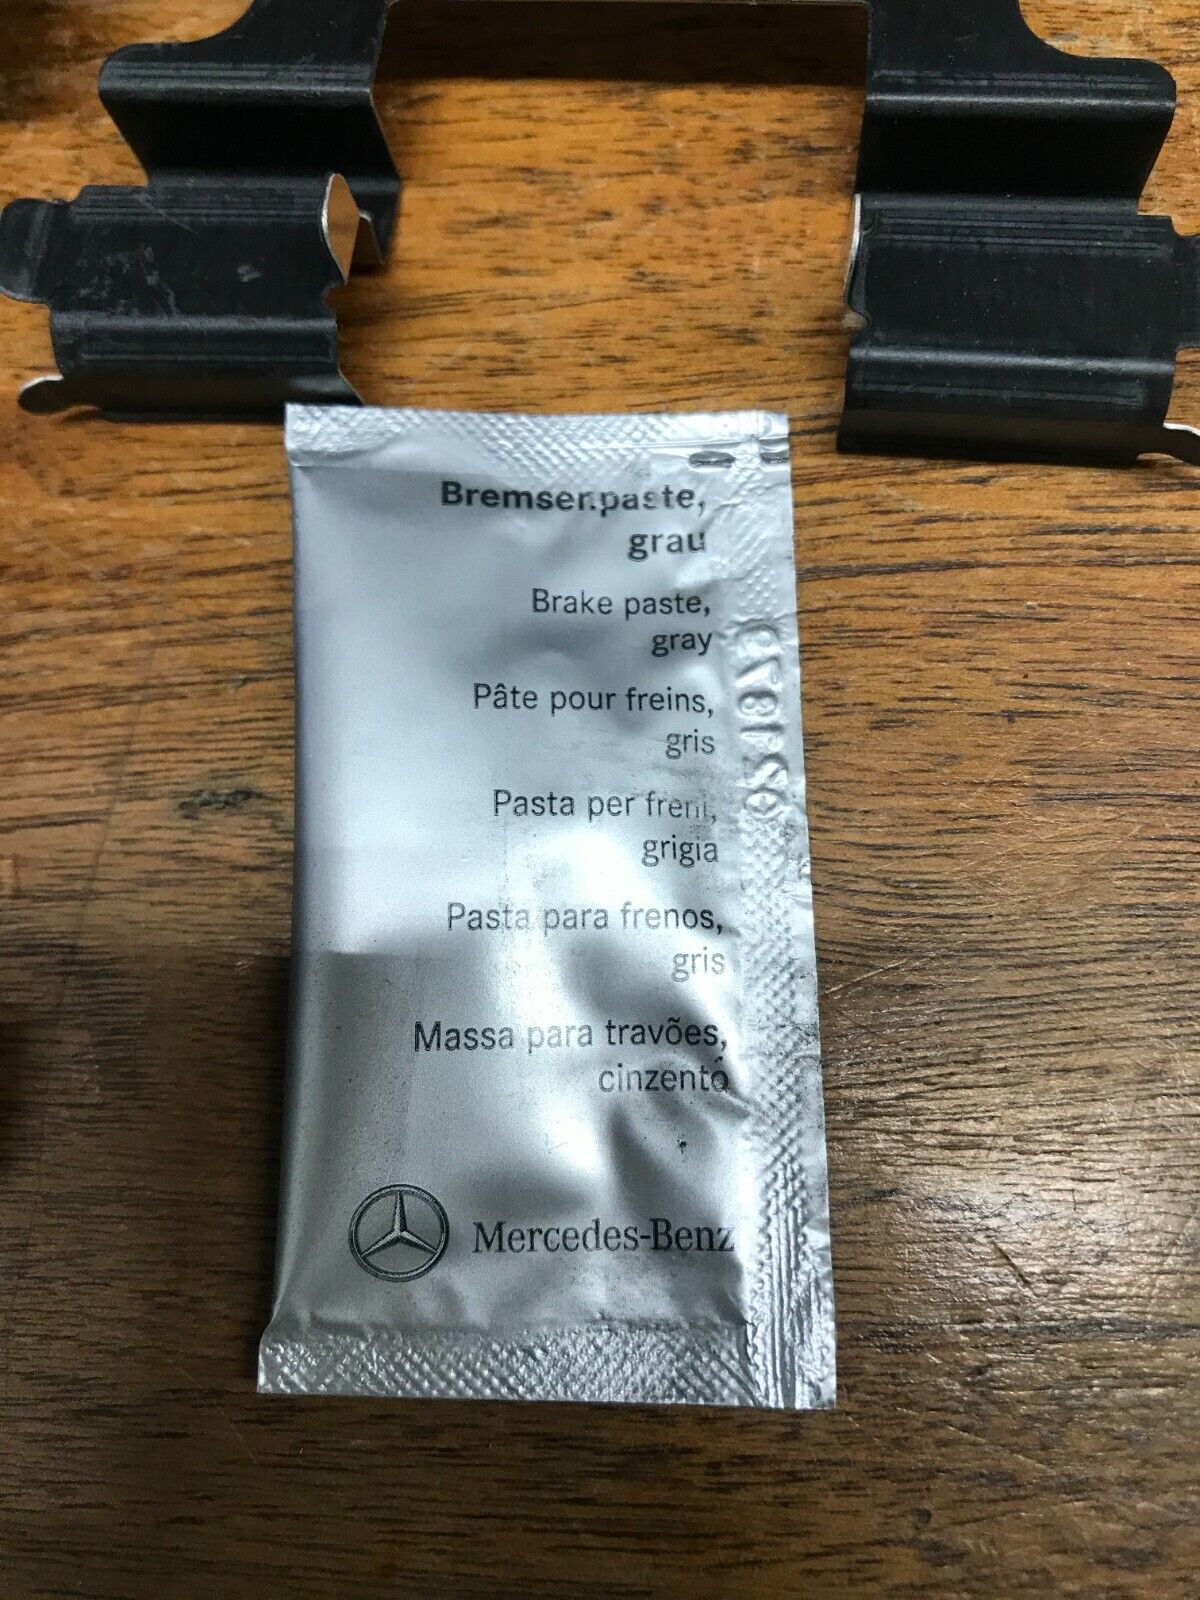 Bremsenpaste,
grau
Brake paste,
gray
Pâte pour freins,
gris
Pasta per freni,
grigia
Pasta para frenos,
gris
Massa para travões,
cinzento
Mercedes-Benz